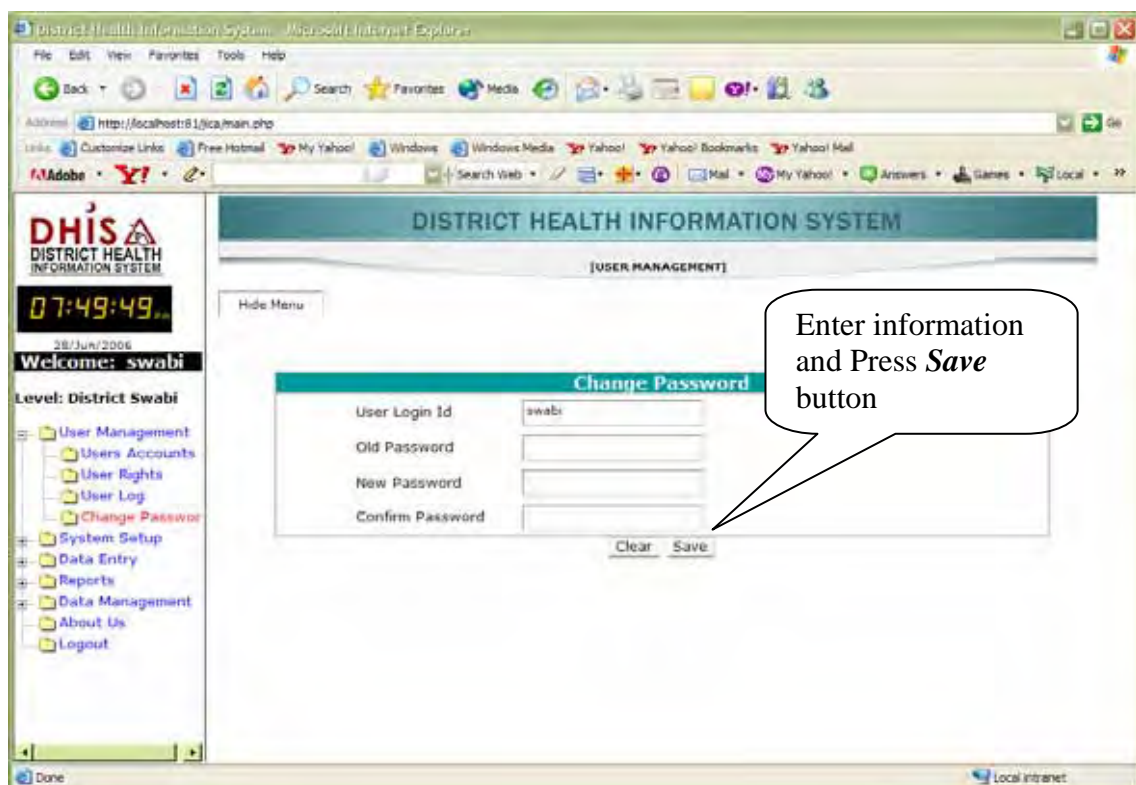 District Health Information System - Microsoft Internet Explorer
File Edit View Favorites Tools Help
Back Search Favorites Media
Address http://localhost:81/jica/main.php Go
Links Customize Links Free Hotmail My Yahoo! Windows Windows Media Yahoo! Yahoo! Bookmarks Yahoo! Mail
Adobe Y! Search Web Mail My Yahoo! Answers Games Local
DHIS
DISTRICT HEALTH
INFORMATION SYSTEM
DISTRICT HEALTH INFORMATION SYSTEM
[USER MANAGEMENT]
07:49:49
28/Jun/2006
Welcome: swabi
Level: District Swabi
User Management
Users Accounts
User Rights
User Log
Change Passwor
System Setup
Data Entry
Reports
Data Management
About Us
Logout
Hide Menu
Change Password
User Login Id swabi
Old Password
New Password
Confirm Password
Clear Save
Enter information
and Press Save
button
Done Local intranet